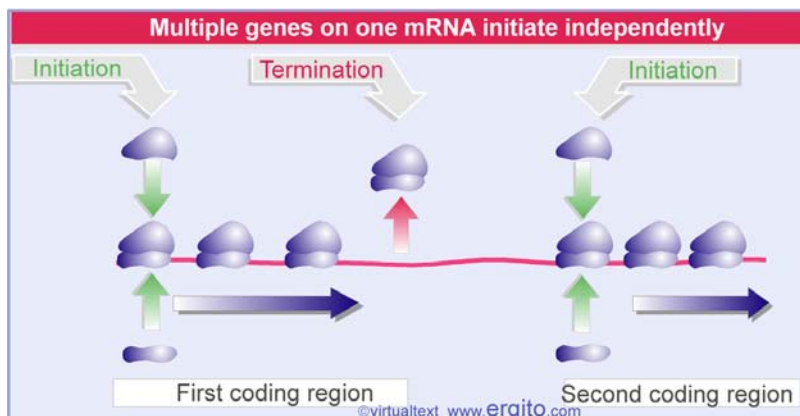 Multiple genes on one mRNA initiate independently
Initiation
Termination
Initiation
First coding region
Second coding region
©virtualtext www.ergito.com